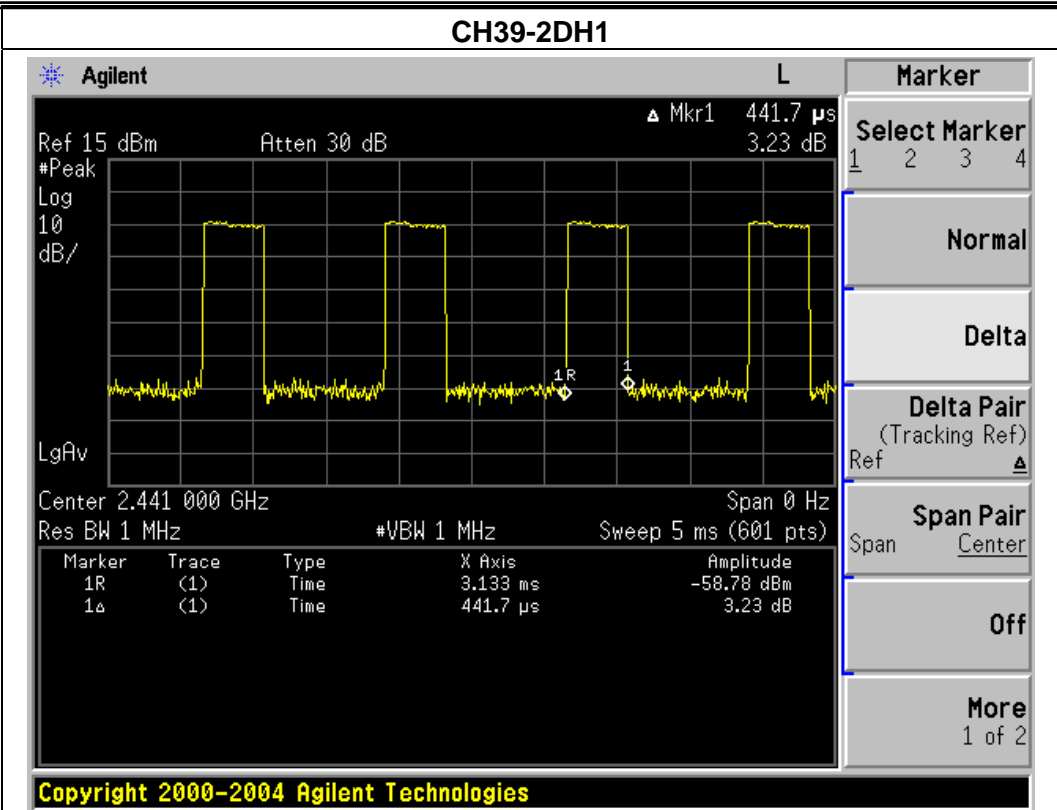 CH39-2DH1
Agilent L
Δ Mkr1 441.7 µs
Ref 15 dBm Atten 30 dB 3.23 dB
#Peak
Log
10
dB/
1R
1
LgAv
Center 2.441 000 GHz Span 0 Hz
Res BW 1 MHz #VBW 1 MHz Sweep 5 ms (601 pts)
Marker Trace Type X Axis Amplitude
1R (1) Time 3.133 ms -58.78 dBm
1Δ (1) Time 441.7 µs 3.23 dB
Marker
Select Marker
1 2 3 4
Normal
Delta
Delta Pair
(Tracking Ref)
Ref Δ
Span Pair
Span Center
Off
More
1 of 2
Copyright 2000-2004 Agilent Technologies